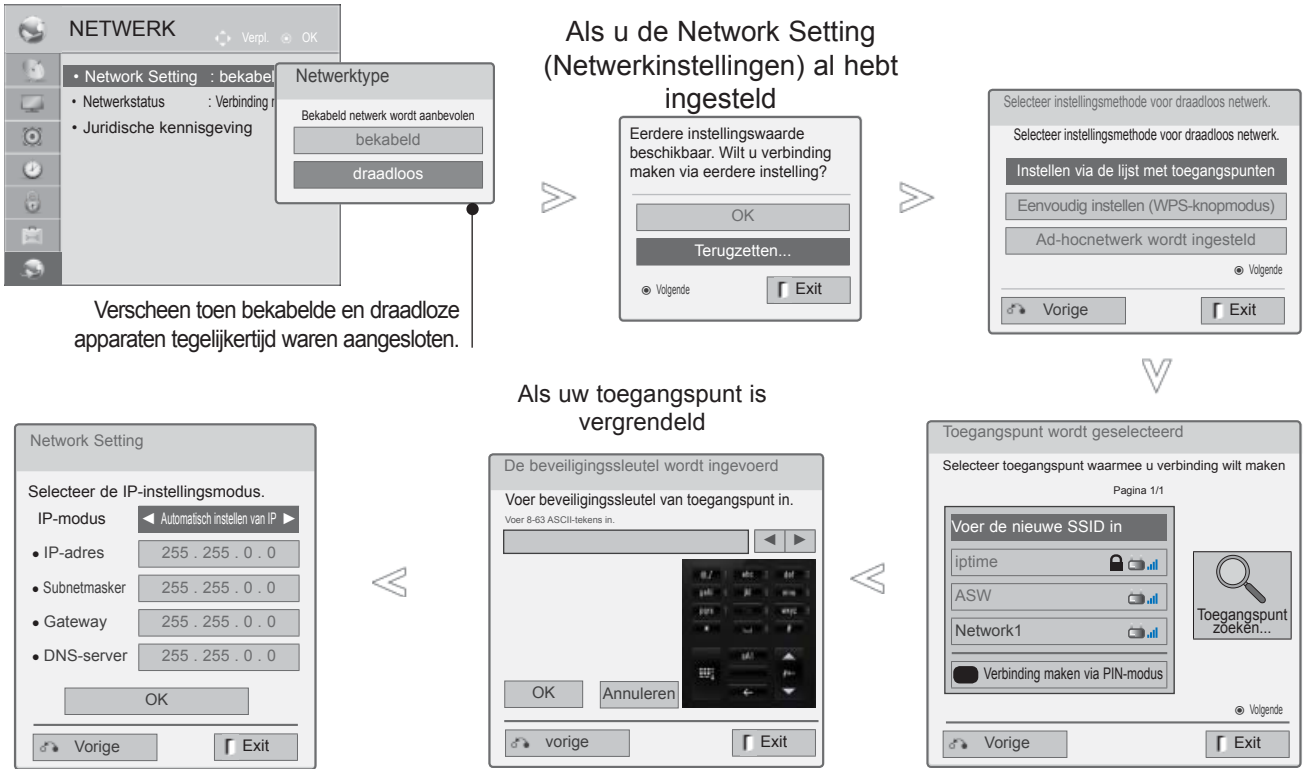 NETWERK
Verpl. OK
• Network Setting : bekabel
• Netwerkstatus : Verbinding
• Juridische kennisgeving
Netwerktype
Bekabeld netwerk wordt aanbevolen
bekabeld
draadloos
Verscheen toen bekabelde en draadloze
apparaten tegelijkertijd waren aangesloten.
Als u de Network Setting
(Netwerkinstellingen) al hebt
ingesteld
Eerdere instellingswaarde
beschikbaar. Wilt u verbinding
maken via eerdere instelling?
OK
Terugzetten...
◉ Volgende
Exit
Selecteer instellingsmethode voor draadloos netwerk.
Selecteer instellingsmethode voor draadloos netwerk.
Instellen via de lijst met toegangspunten
Eenvoudig instellen (WPS-knopmodus)
Ad-hocnetwerk wordt ingesteld
◉ Volgende
Vorige
Exit
Toegangspunt wordt geselecteerd
Selecteer toegangspunt waarmee u verbinding wilt maken
Pagina 1/1
Voer de nieuwe SSID in
iptime
ASW
Network1
Verbinding maken via PIN-modus
Toegangspunt
zoeken...
◉ Volgende
Vorige
Exit
Als uw toegangspunt is
vergrendeld
De beveiligingssleutel wordt ingevoerd
Voer beveiligingssleutel van toegangspunt in.
Voer 8-63 ASCII-tekens in.
◄ ►
OK
Annuleren
vorige
Exit
Network Setting
Selecteer de IP-instellingsmodus.
IP-modus ◄ Automatisch instellen van IP ►
• IP-adres 255 . 255 . 0 . 0
• Subnetmasker 255 . 255 . 0 . 0
• Gateway 255 . 255 . 0 . 0
• DNS-server 255 . 255 . 0 . 0
OK
Vorige
Exit